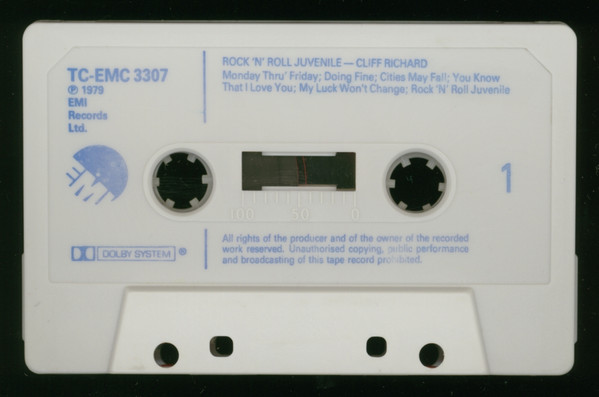 TC-EMC 3307
℗ 1979
EMI
Records
Ltd.
ROCK 'N' ROLL JUVENILE — CLIFF RICHARD
Monday Thru' Friday; Doing Fine; Cities May Fall; You Know
That I Love You; My Luck Won't Change; Rock 'N' Roll Juvenile
EMI
1
100 50 0
DOLBY SYSTEM ®
All rights of the producer and of the owner of the recorded
work reserved. Unauthorised copying, public performance
and broadcasting of this tape record prohibited.